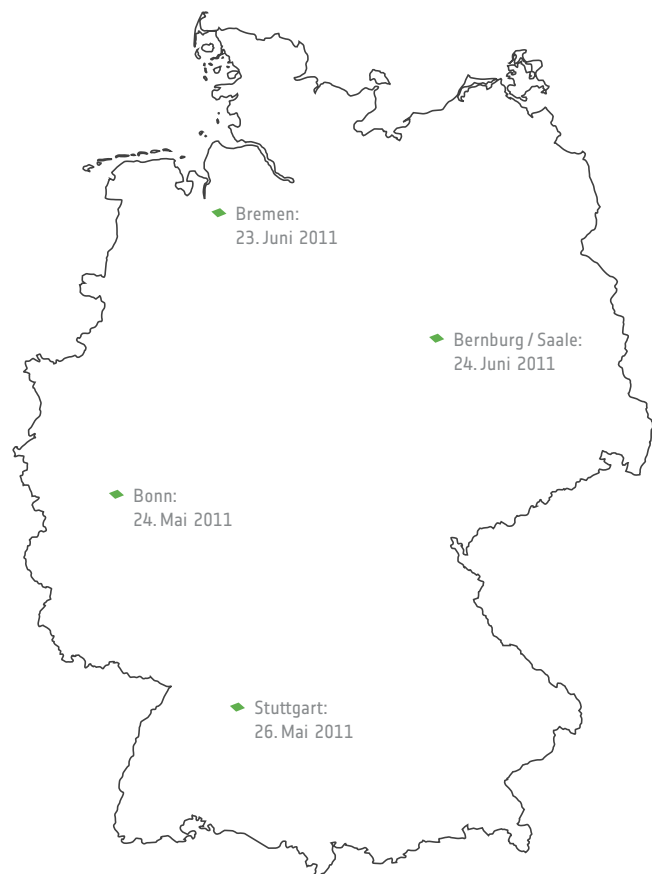 Bremen:
23. Juni 2011
Bernburg / Saale:
24. Juni 2011
Bonn:
24. Mai 2011
Stuttgart:
26. Mai 2011